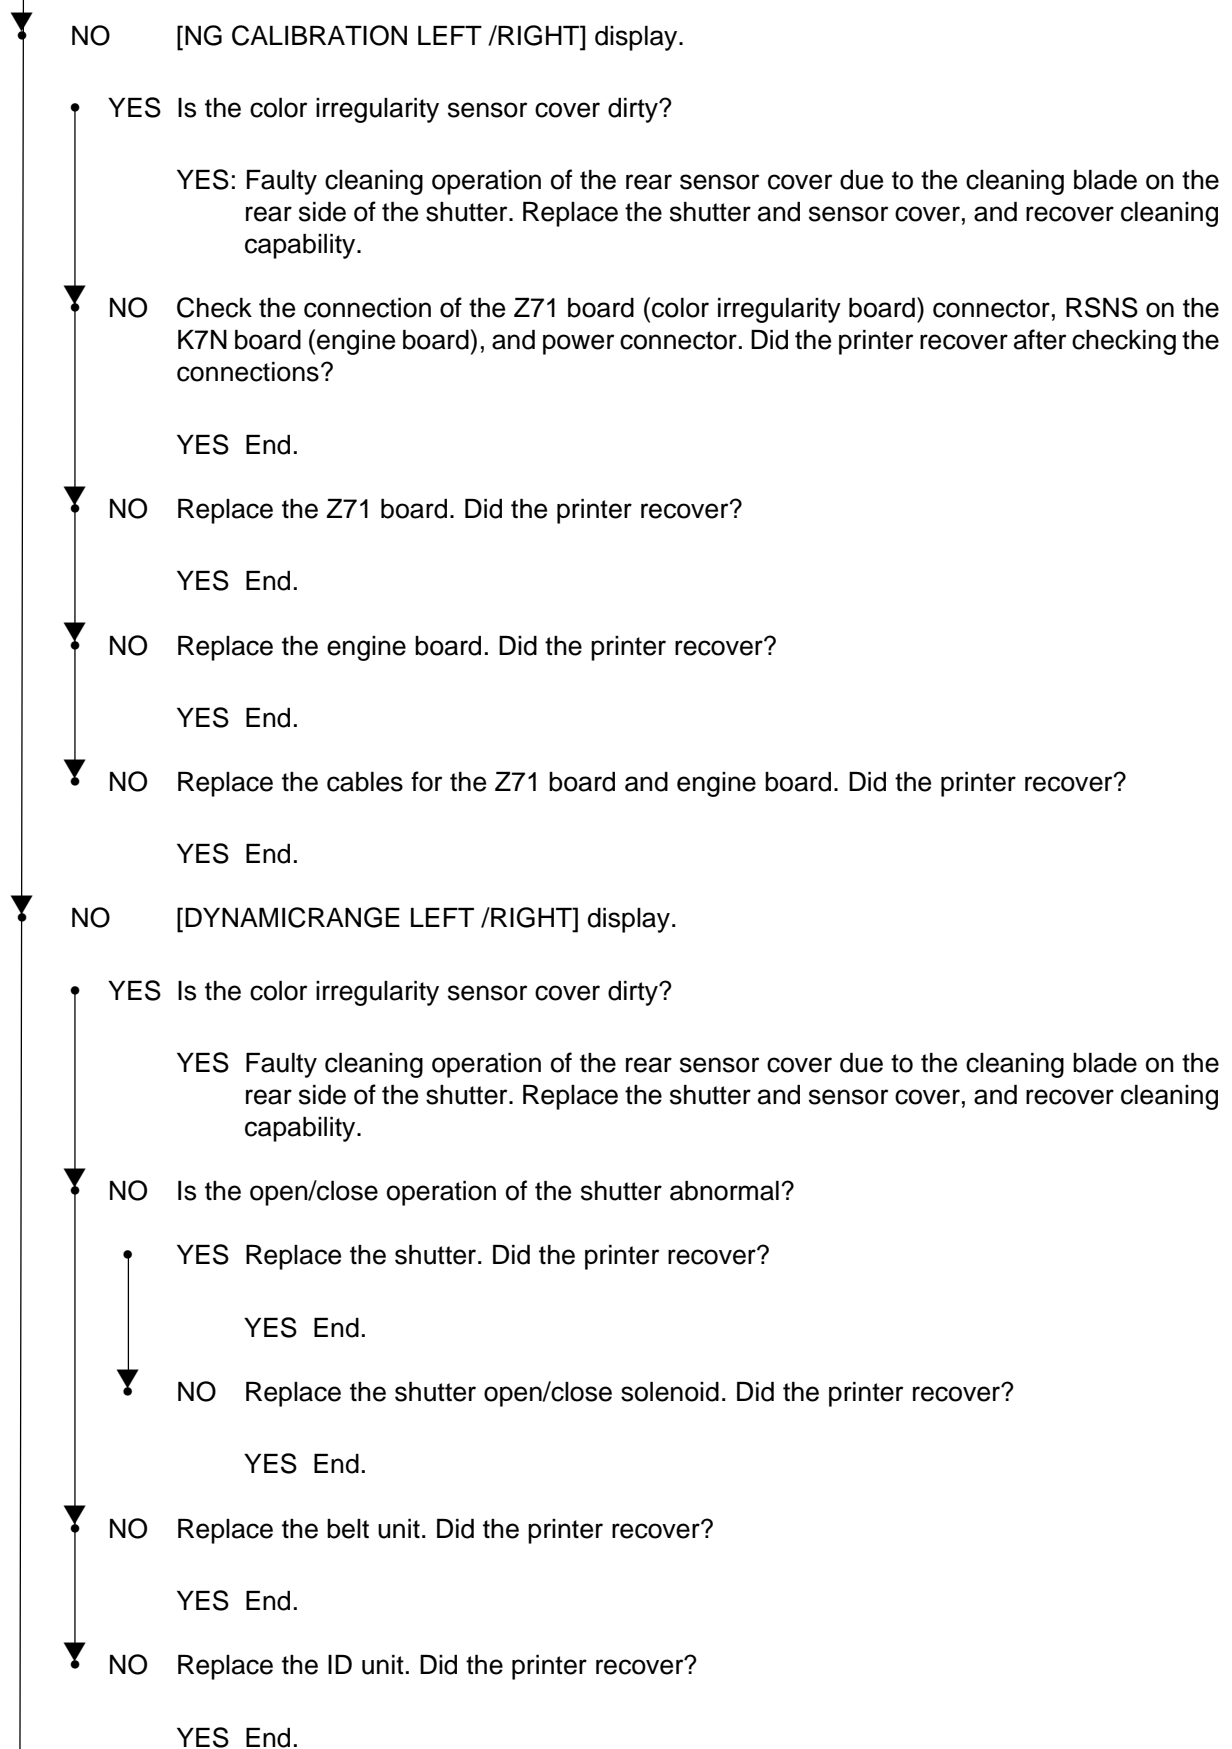 NO [NG CALIBRATION LEFT /RIGHT] display.
YES Is the color irregularity sensor cover dirty?
YES: Faulty cleaning operation of the rear sensor cover due to the cleaning blade on the
rear side of the shutter. Replace the shutter and sensor cover, and recover cleaning
capability.
NO Check the connection of the Z71 board (color irregularity board) connector, RSNS on the
K7N board (engine board), and power connector. Did the printer recover after checking the
connections?
YES End.
NO Replace the Z71 board. Did the printer recover?
YES End.
NO Replace the engine board. Did the printer recover?
YES End.
NO Replace the cables for the Z71 board and engine board. Did the printer recover?
YES End.
NO [DYNAMICRANGE LEFT /RIGHT] display.
YES Is the color irregularity sensor cover dirty?
YES Faulty cleaning operation of the rear sensor cover due to the cleaning blade on the
rear side of the shutter. Replace the shutter and sensor cover, and recover cleaning
capability.
NO Is the open/close operation of the shutter abnormal?
YES Replace the shutter. Did the printer recover?
YES End.
NO Replace the shutter open/close solenoid. Did the printer recover?
YES End.
NO Replace the belt unit. Did the printer recover?
YES End.
NO Replace the ID unit. Did the printer recover?
YES End.